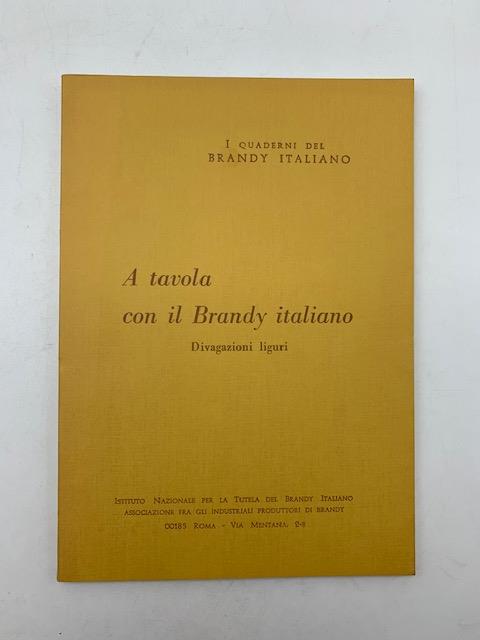 I QUADERNI DEL
BRANDY ITALIANO
A tavola
con il Brandy italiano
Divagazioni liguri
ISTITUTO NAZIONALE PER LA TUTELA DEL BRANDY ITALIANO
ASSOCIAZIONE FRA GLI INDUSTRIALI PRODUTTORI DI BRANDY
00185 ROMA - VIA MENTANA, 2-B